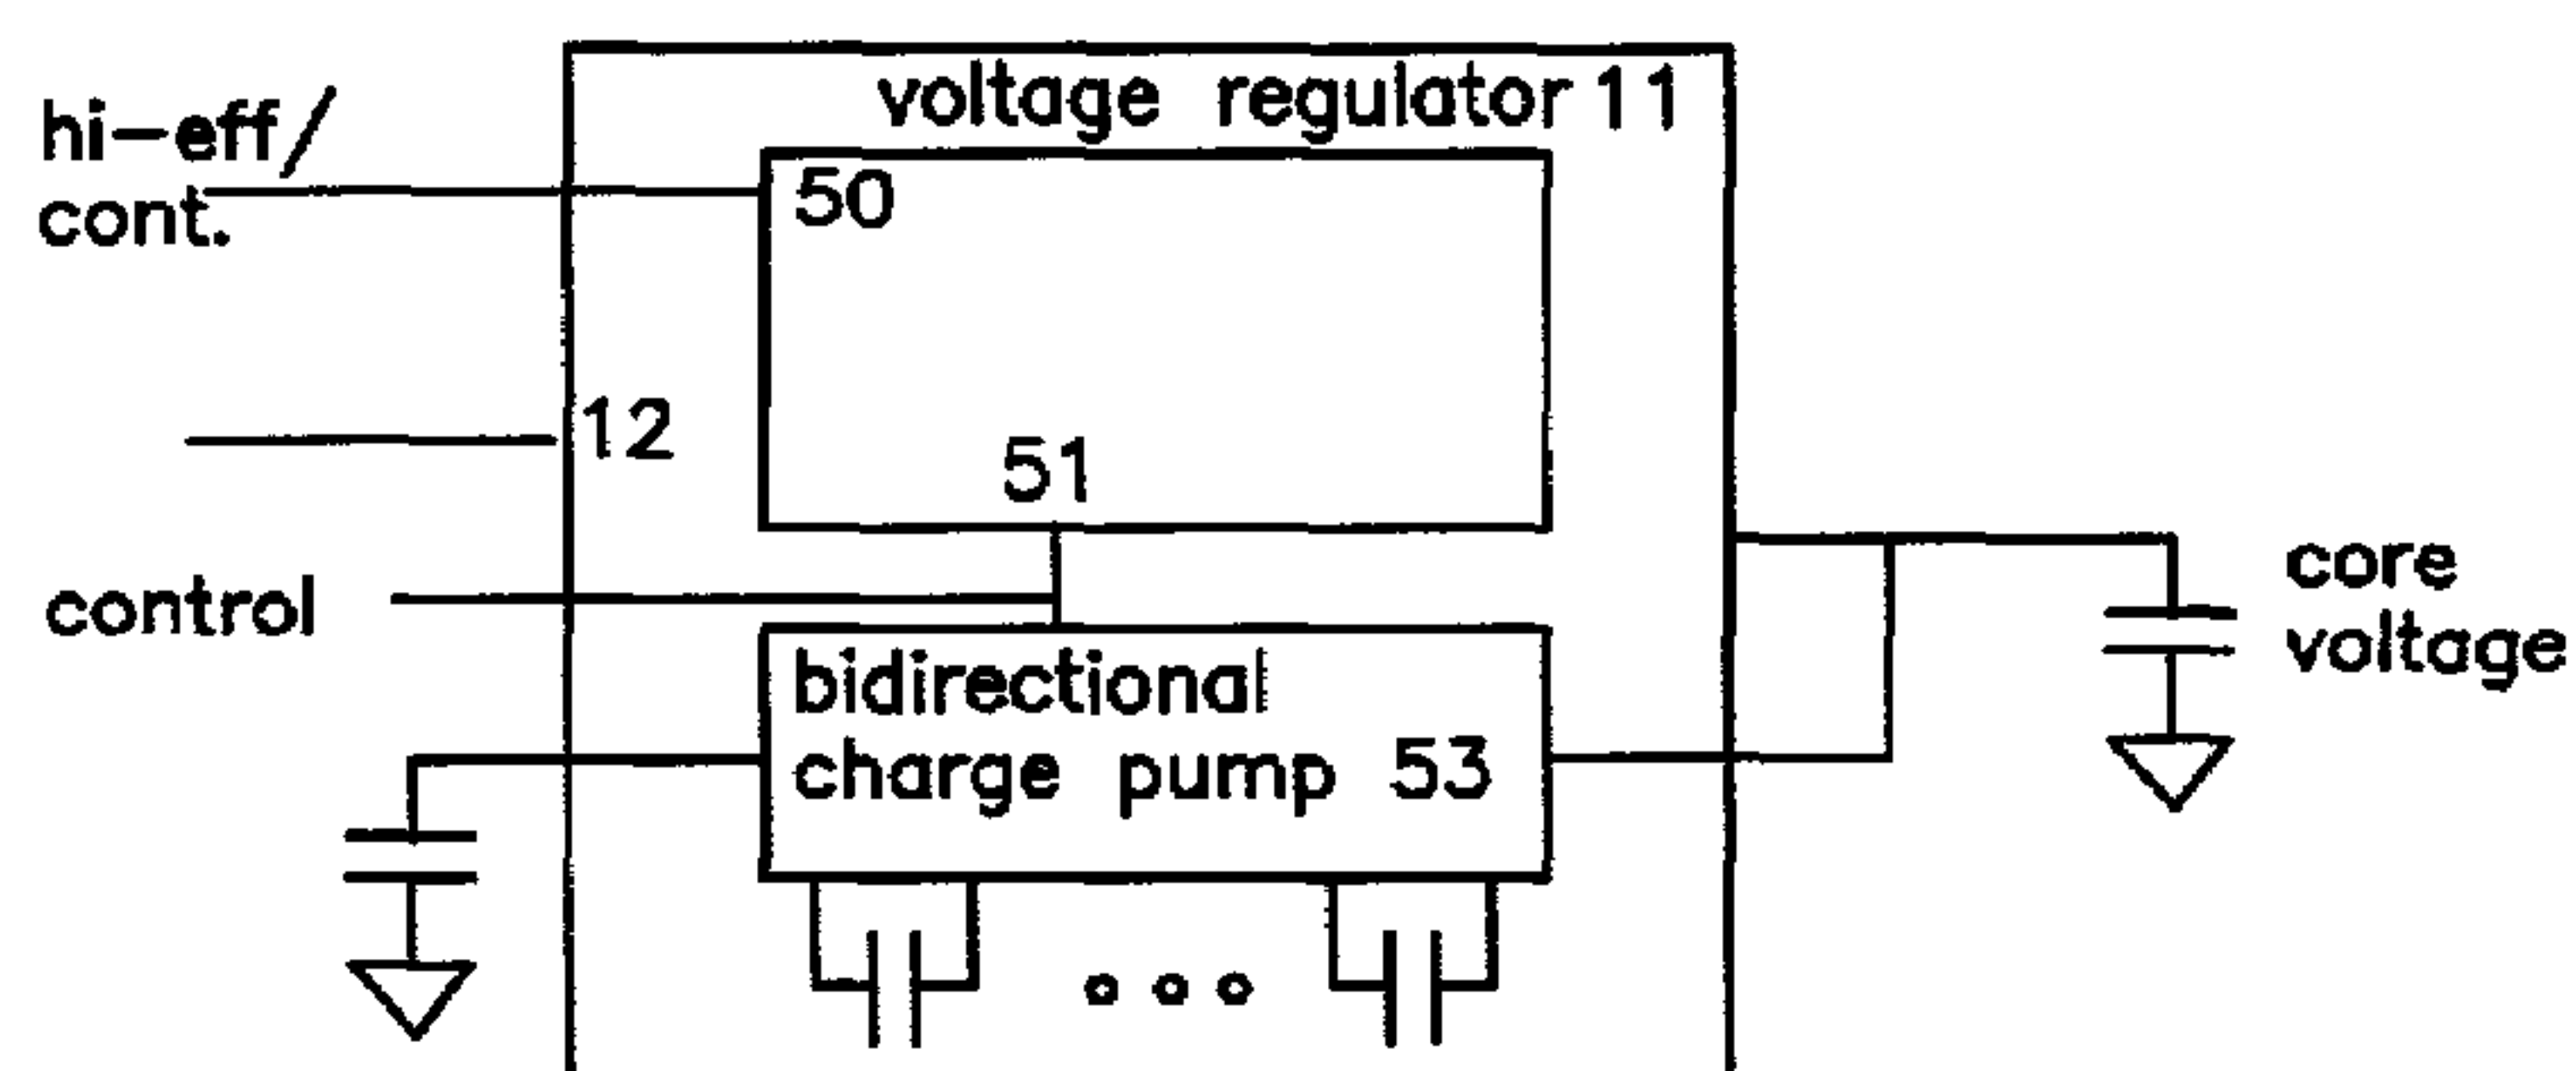 voltage regulator 11
hi-eff/
cont.
50
12
51
control
core
voltage
bidirectional
charge pump 53